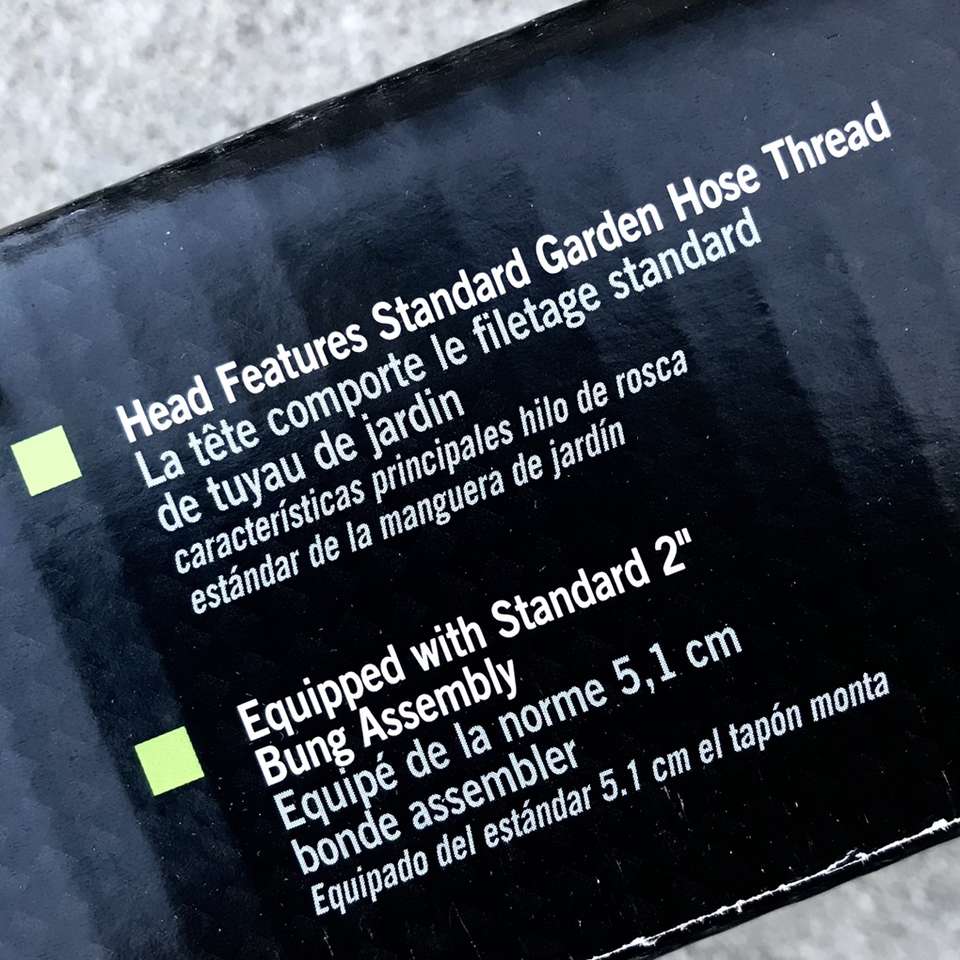 Head Features Standard Garden Hose Thread
La tête comporte le filetage standard
de tuyau de jardin
características principales hilo de rosca
estándar de la manguera de jardín
Equipped with Standard 2"
Bung Assembly
Equipé de la norme 5,1 cm
bonde assembler
Equipado del estándar 5.1 cm el tapón monta